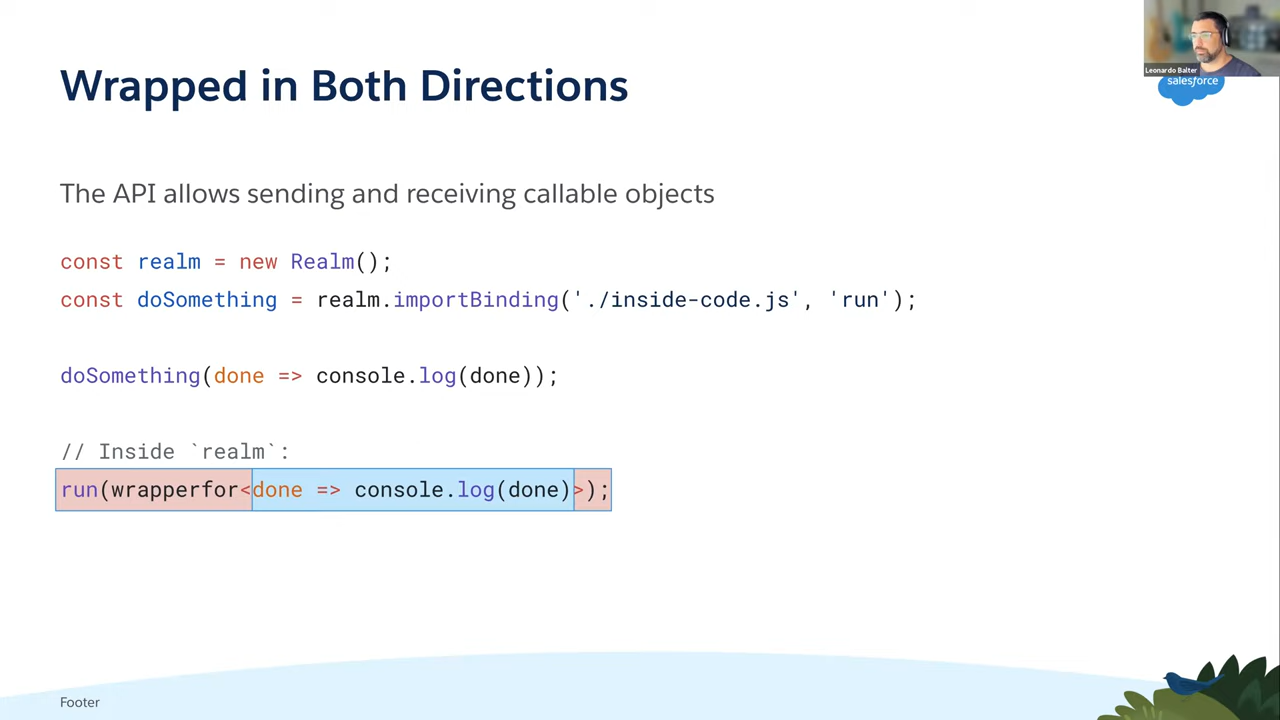 Leonardo Balter
salesforce
Wrapped in Both Directions
The API allows sending and receiving callable objects
const realm = new Realm();
const doSomething = realm.importBinding('./inside-code.js', 'run');
doSomething(done => console.log(done));
// Inside `realm`:
run(wrapperfor<done => console.log(done)>);
Footer